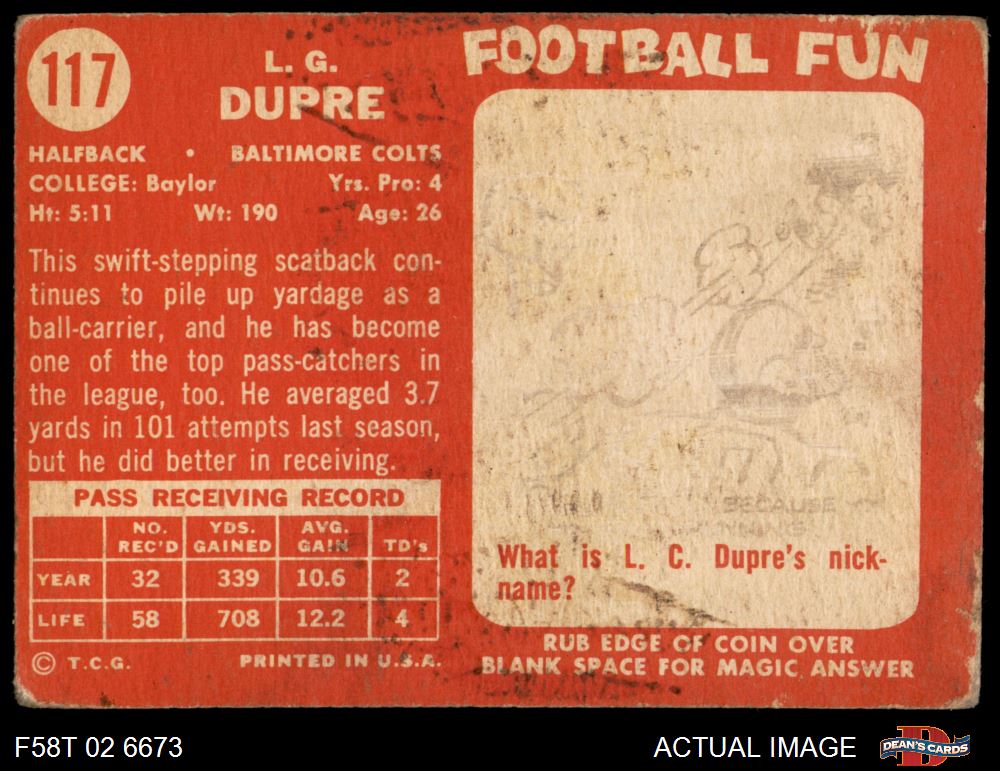 117
L. G.
DUPRE
HALFBACK • BALTIMORE COLTS
COLLEGE: Baylor Yrs. Pro: 4
Ht: 5:11 Wt: 190 Age: 26
This swift-stepping scatback con-
tinues to pile up yardage as a
ball-carrier, and he has become
one of the top pass-catchers in
the league, too. He averaged 3.7
yards in 101 attempts last season,
but he did better in receiving.
PASS RECEIVING RECORD
NO. REC'D YDS. GAINED AVG. GAIN TD's
YEAR 32 339 10.6 2
LIFE 58 708 12.2 4
© T.C.G. PRINTED IN U.S.A.
FOOTBALL FUN
BECAUSE
What is L. C. Dupre's nick-
name?
RUB EDGE OF COIN OVER
BLANK SPACE FOR MAGIC ANSWER
F58T 02 6673
ACTUAL IMAGE
DEAN'S CARDS